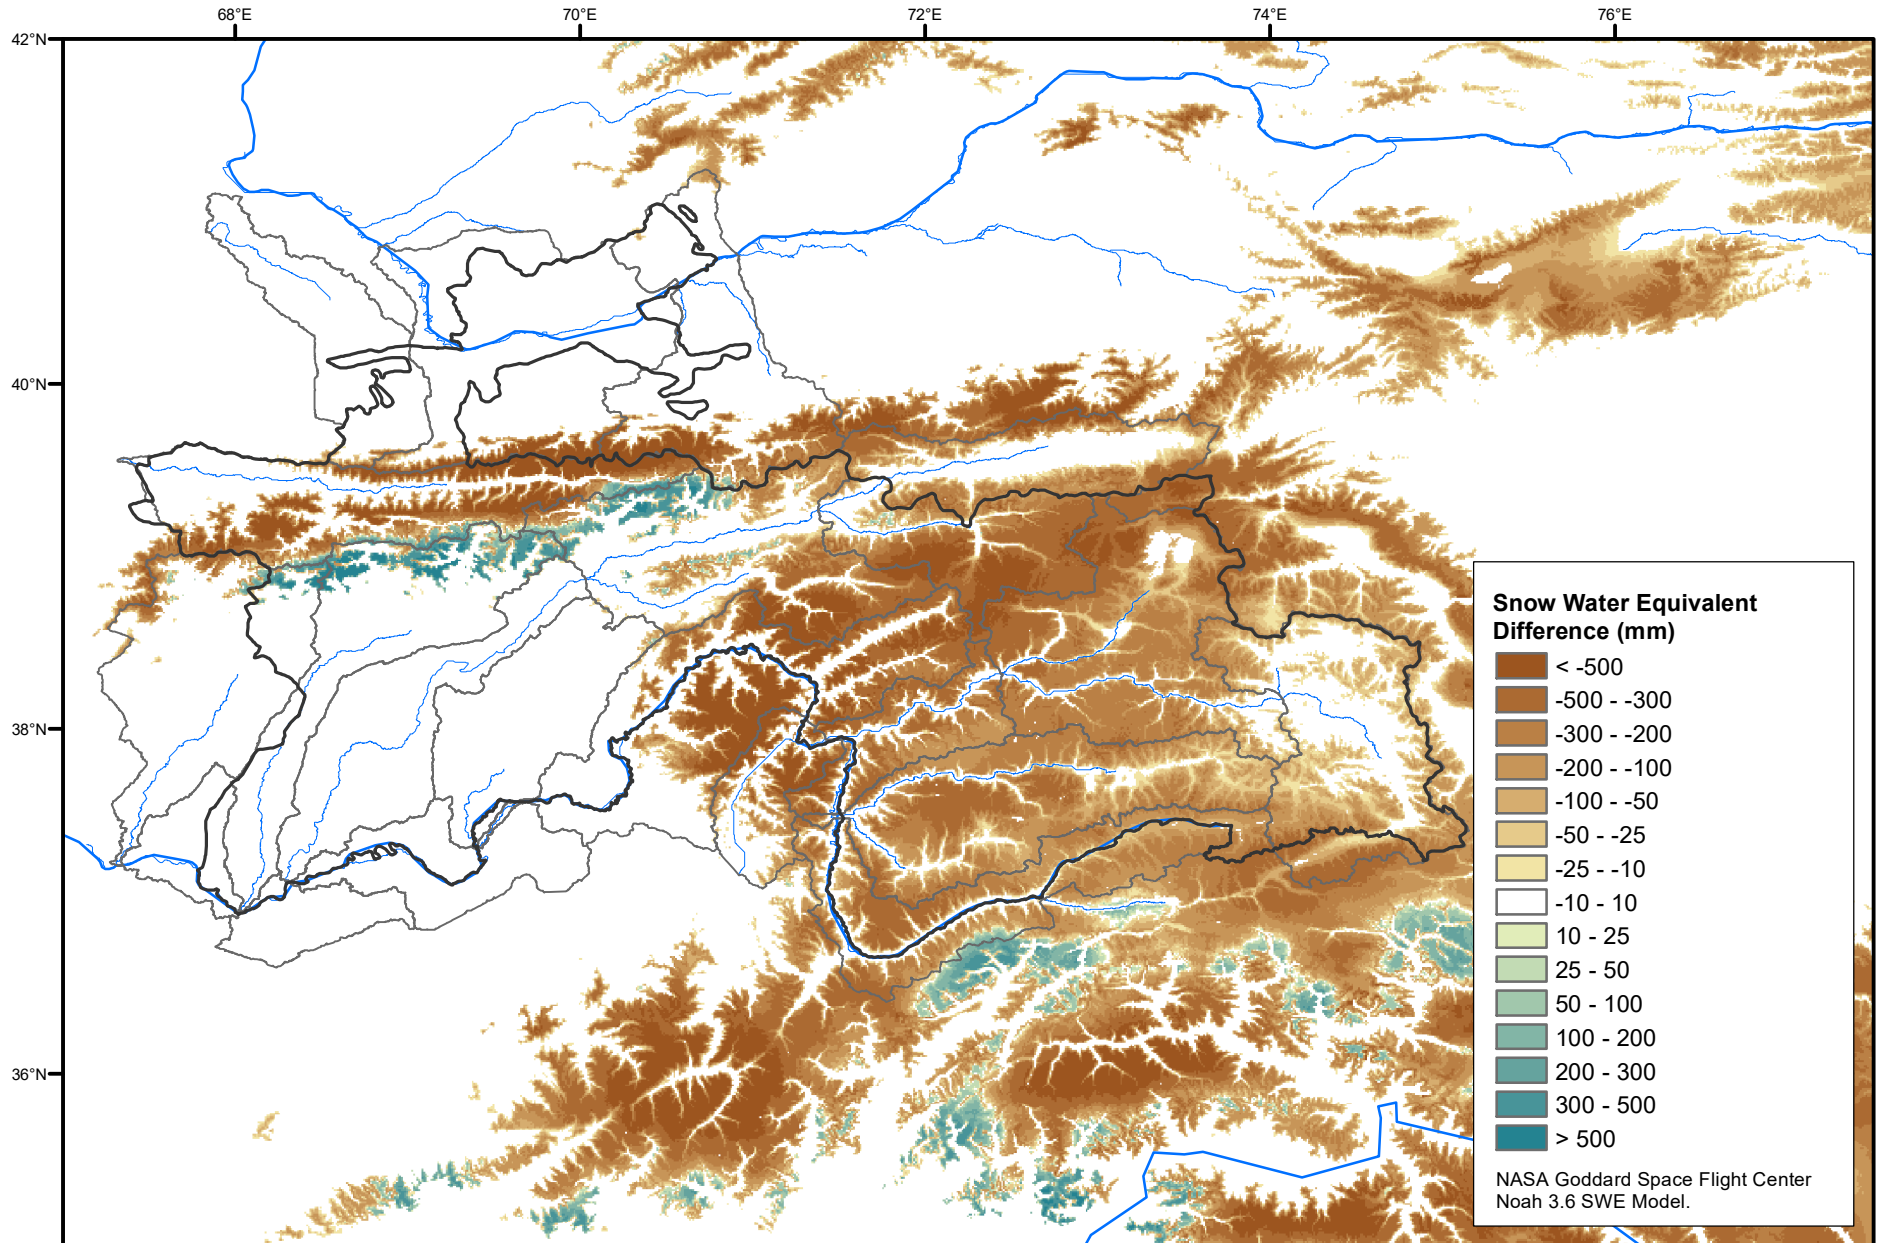 68°E 70°E 72°E 74°E 76°E
42°N
40°N
38°N
36°N
Snow Water Equivalent
Difference (mm)
< -500
-500 - -300
-300 - -200
-200 - -100
-100 - -50
-50 - -25
-25 - -10
-10 - 10
10 - 25
25 - 50
50 - 100
100 - 200
200 - 300
300 - 500
> 500
NASA Goddard Space Flight Center
Noah 3.6 SWE Model.